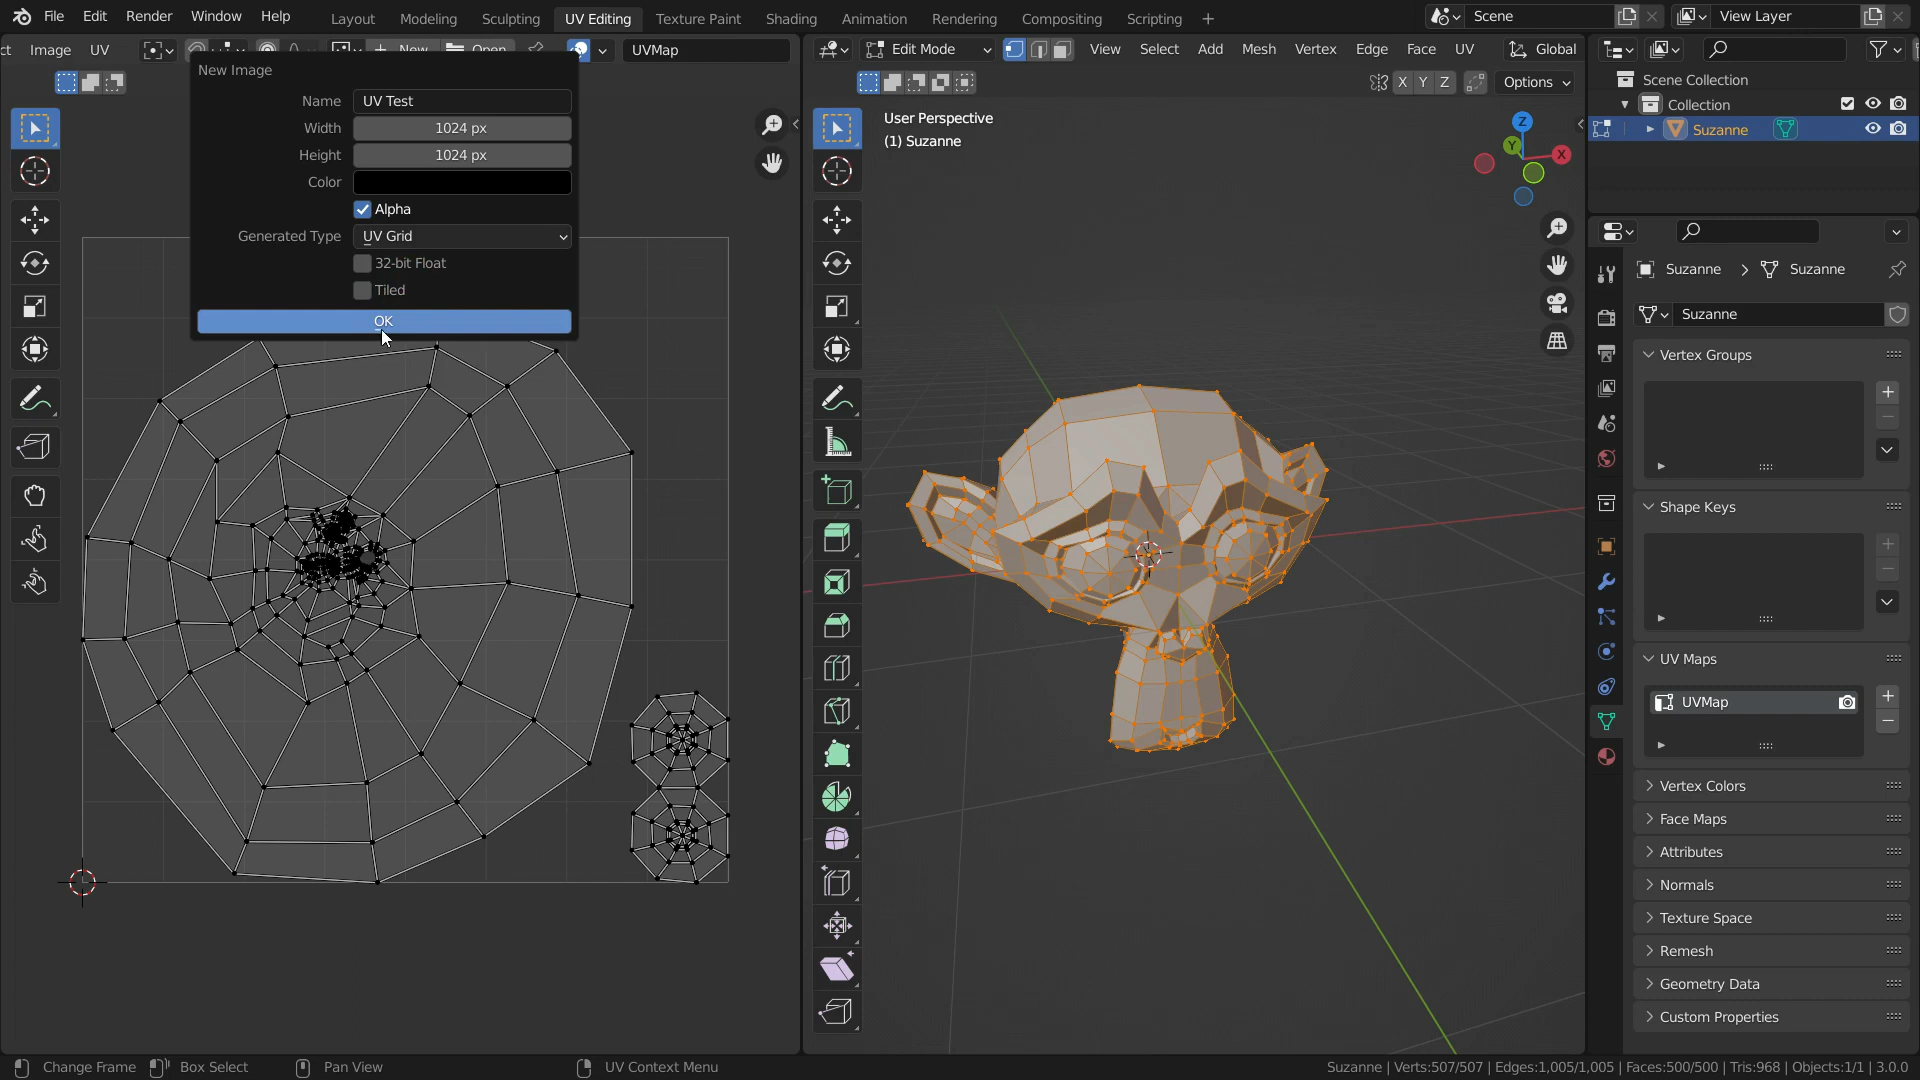 File Edit Render Window Help Layout Modeling Sculpting UV Editing Texture Paint Shading Animation Rendering Compositing Scripting + Scene View Layer
ct Image UV New Open UVMap Edit Mode View Select Add Mesh Vertex Edge Face UV Global
New Image
Name UV Test
Width 1024 px
Height 1024 px
Color
Alpha
Generated Type UV Grid
32-bit Float
Tiled
OK
X Y Z Options
User Perspective
(1) Suzanne
Z
Y
X
Scene Collection
Collection
Suzanne
Suzanne > Suzanne
Suzanne
Vertex Groups
Shape Keys
UV Maps
UVMap
Vertex Colors
Face Maps
Attributes
Normals
Texture Space
Remesh
Geometry Data
Custom Properties
Change Frame Box Select Pan View UV Context Menu Suzanne | Verts:507/507 | Edges:1,005/1,005 | Faces:500/500 | Tris:968 | Objects:1/1 | 3.0.0